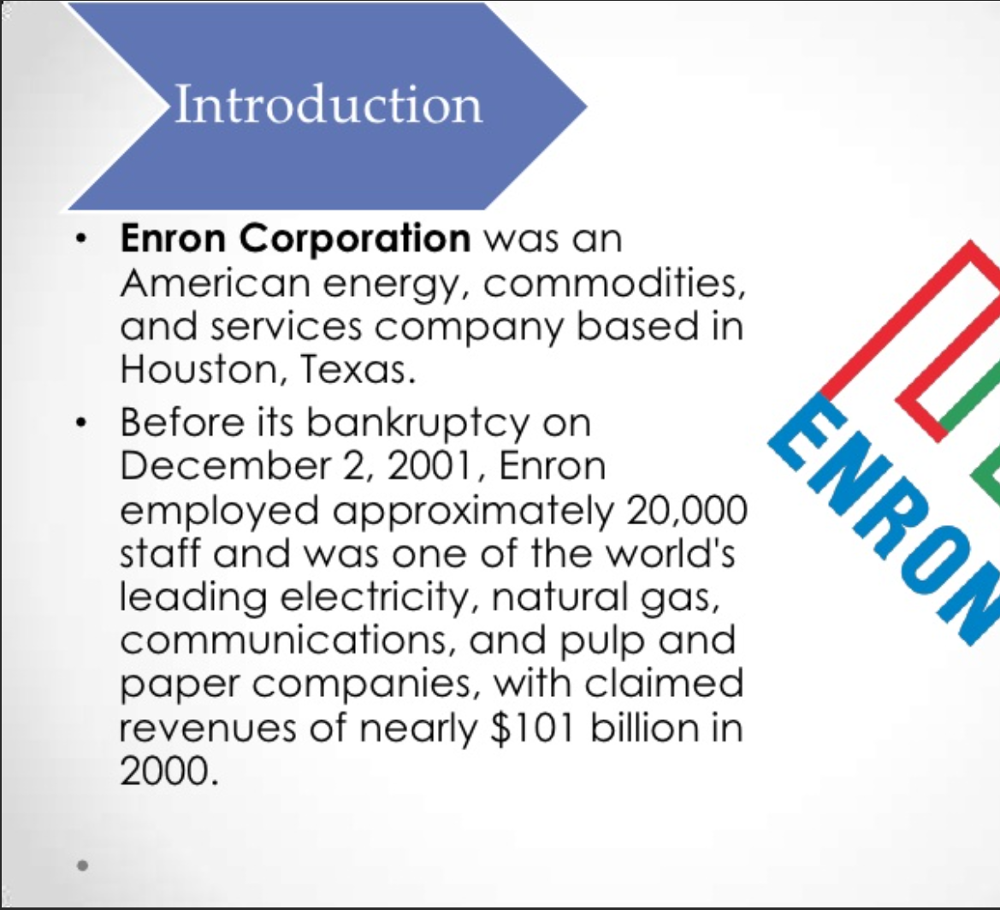 Introduction
• Enron Corporation was an
American energy, commodities,
and services company based in
Houston, Texas.
• Before its bankruptcy on
December 2, 2001, Enron
employed approximately 20,000
staff and was one of the world's
leading electricity, natural gas,
communications, and pulp and
paper companies, with claimed
revenues of nearly $101 billion in
2000.
•
ENRON